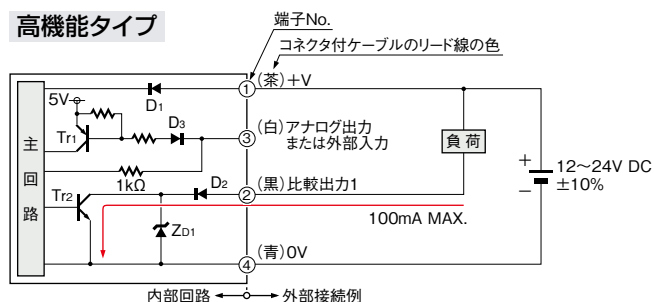 高機能タイプ
端子No.
コネクタ付ケーブルのリード線の色
主回路
5V
D1
Tr1
D3
1kΩ
Tr2
D2
ZD1
① (茶)+V
③ (白)アナログ出力
または外部入力
② (黒)比較出力1
④ (青)0V
負荷
100mA MAX.
+
−
12〜24V DC
±10%
内部回路
外部接続例